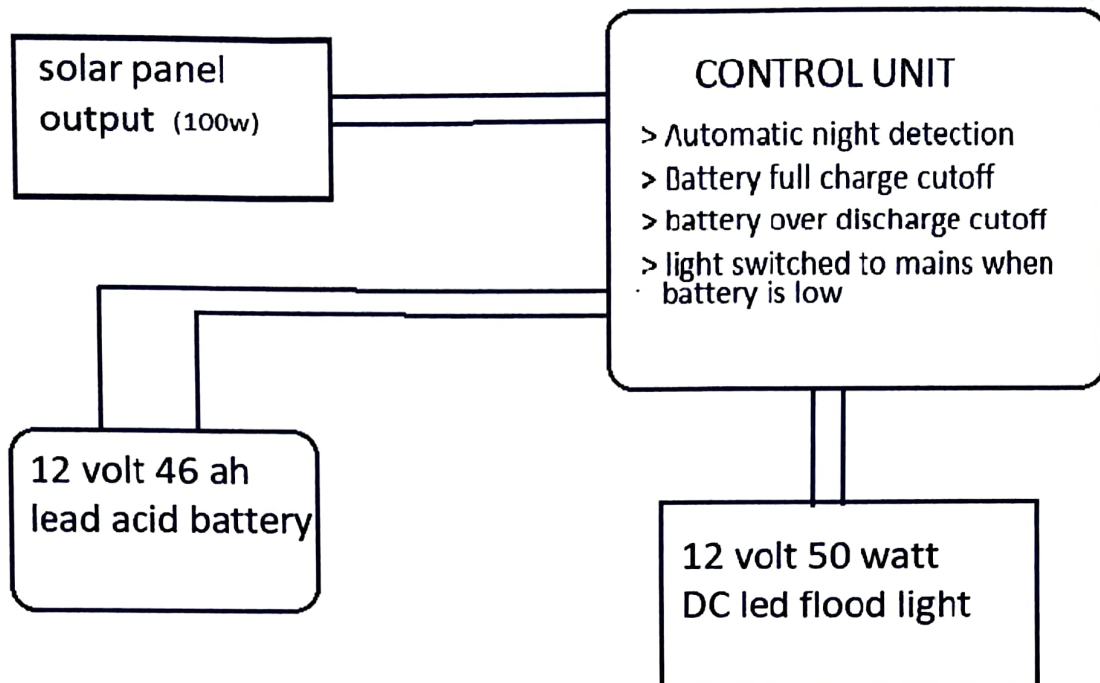 solar panel
output (100w)
CONTROL UNIT
> Automatic night detection
> Battery full charge cutoff
> battery over discharge cutoff
> light switched to mains when
battery is low
12 volt 46 ah
lead acid battery
12 volt 50 watt
DC led flood light